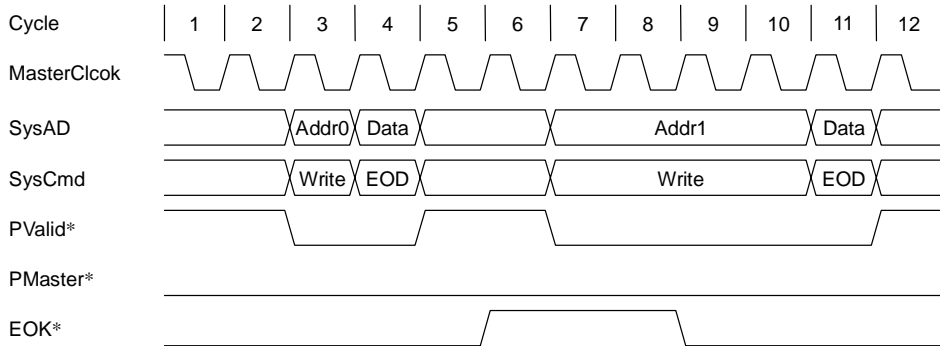 Cycle 1 2 3 4 5 6 7 8 9 10 11 12
MasterClcok
SysAD Addr0 Data Addr1 Data
SysCmd Write EOD Write EOD
PValid*
PMaster*
EOK*